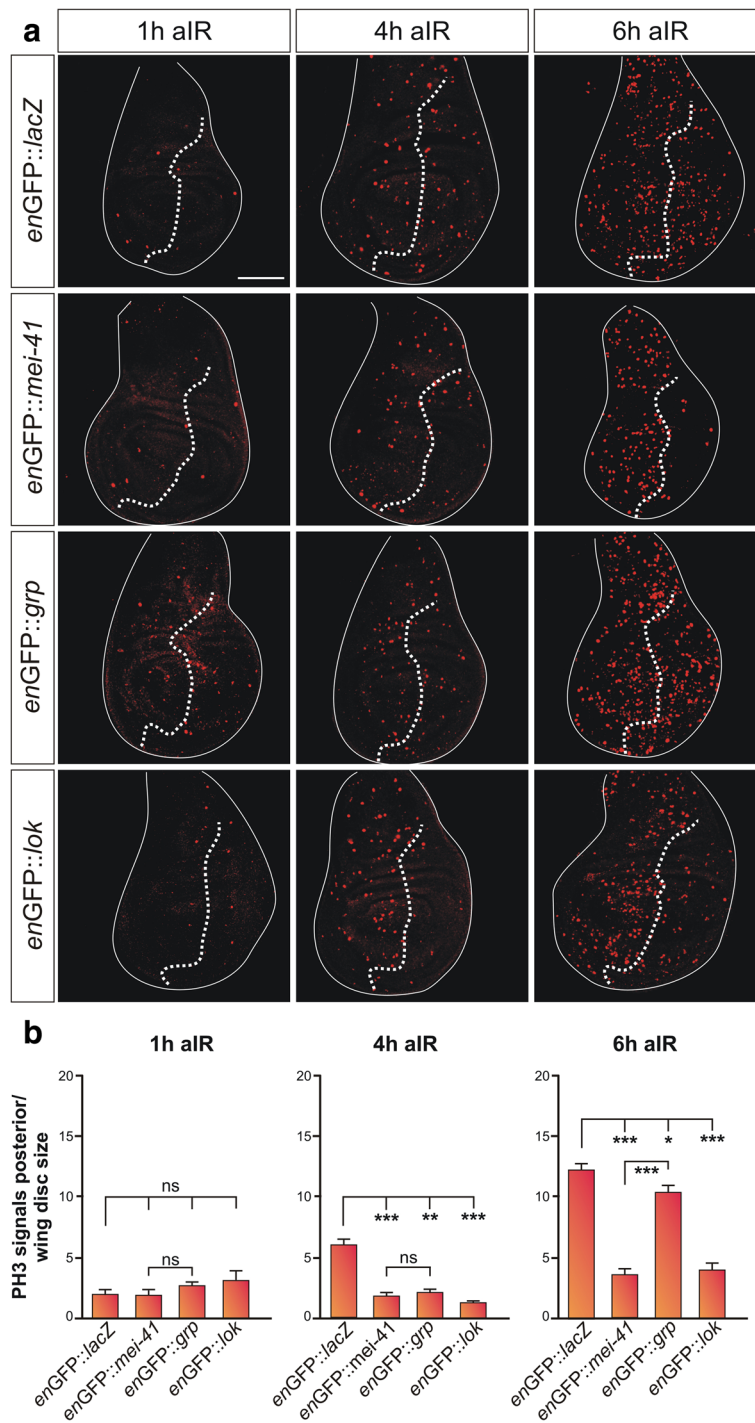 a
1h aIR 4h aIR 6h aIR
enGFP::lacZ
enGFP::mei-41
enGFP::grp
enGFP::lok
b
1h aIR 4h aIR 6h aIR
PH3 signals posterior/
wing disc size
20 20 20
15 15 15
*** * ***
***
10 10 10
ns
*** ** ***
5 5 5
ns ns
0 0 0
enGFP::lacZ enGFP::mei-41 enGFP::grp enGFP::lok enGFP::lacZ enGFP::mei-41 enGFP::grp enGFP::lok enGFP::lacZ enGFP::mei-41 enGFP::grp enGFP::lok